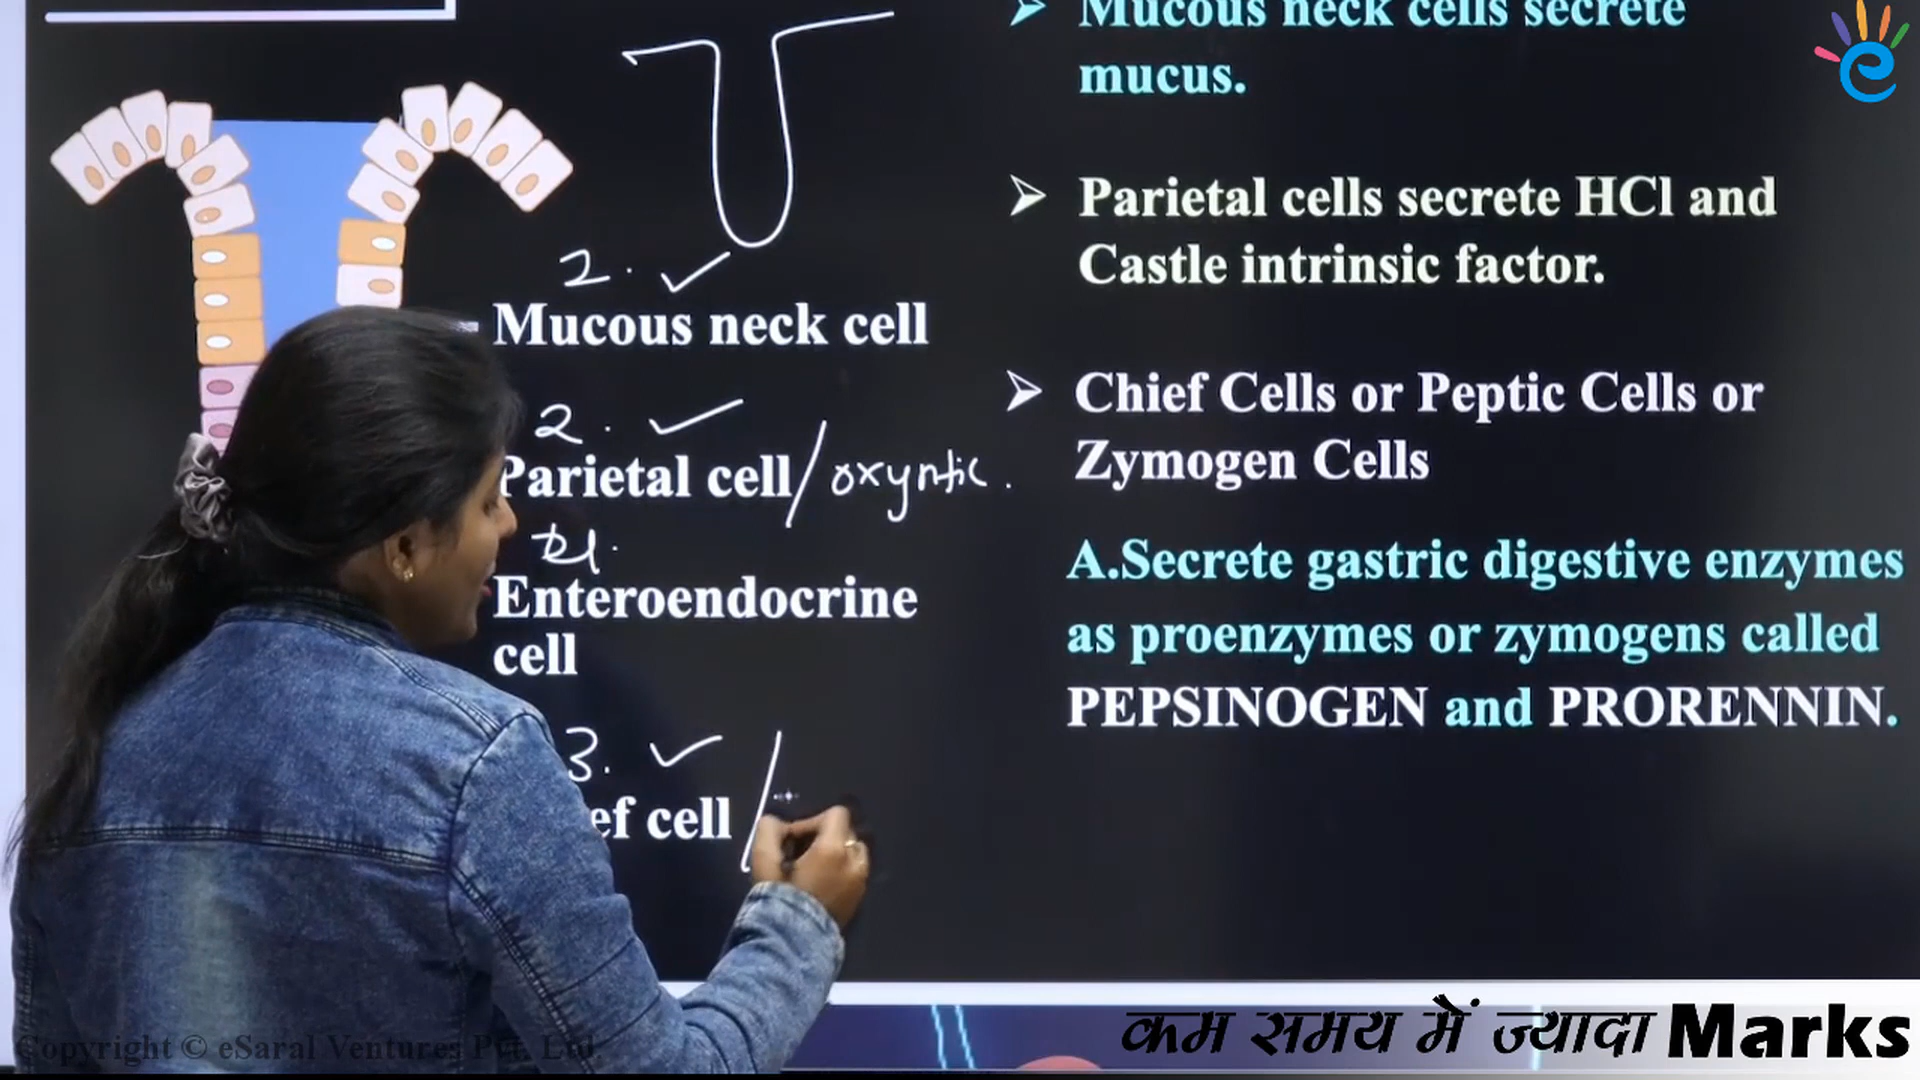 Mucous neck cells secrete
mucus.
Parietal cells secrete HCl and
Castle intrinsic factor.
Chief Cells or Peptic Cells or
Zymogen Cells
A.Secrete gastric digestive enzymes
as proenzymes or zymogens called
PEPSINOGEN and PRORENNIN.
2. ✓
Mucous neck cell
2. ✓
Parietal cell/oxyntic.
Enteroendocrine
cell
3. ✓
cell /
कम समय में ज्यादा Marks
Copyright © eSaral Ventures Pvt. Ltd.